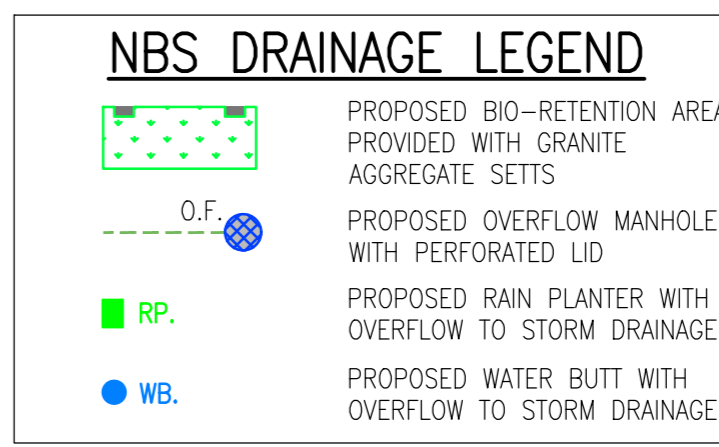 NBS DRAINAGE LEGEND
PROPOSED BIO-RETENTION AREA
PROVIDED WITH GRANITE
AGGREGATE SETTS
O.F.
PROPOSED OVERFLOW MANHOLE
WITH PERFORATED LID
RP.
PROPOSED RAIN PLANTER WITH
OVERFLOW TO STORM DRAINAGE
WB.
PROPOSED WATER BUTT WITH
OVERFLOW TO STORM DRAINAGE